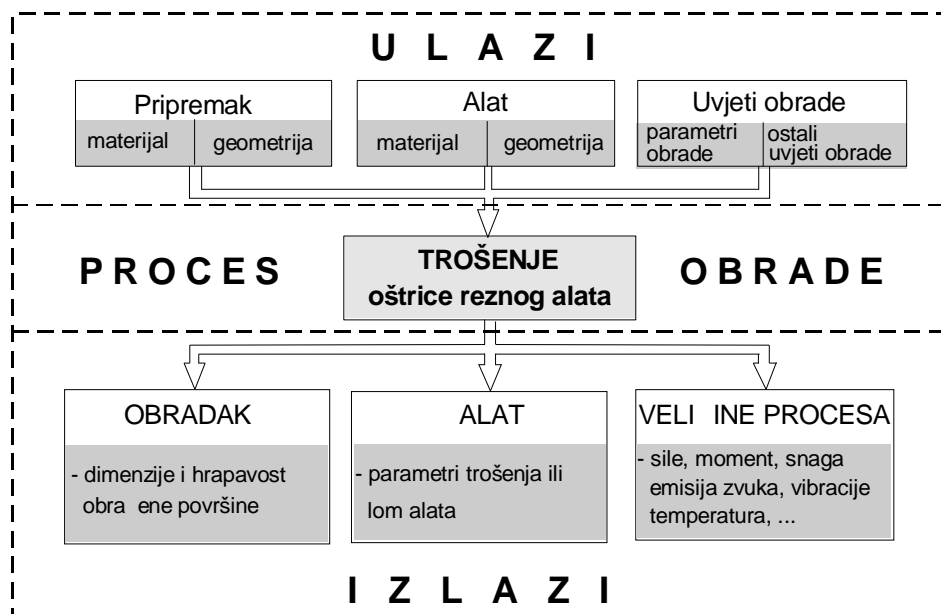 U L A Z I
Pripremak
materijal geometrija
Alat
materijal geometrija
Uvjeti obrade
parametri obrade
ostali uvjeti obrade
P R O C E S
TROŠENJE
oštrice reznog alata
O B R A D E
OBRADAK
- dimenzije i hrapavost
obra ene površine
ALAT
- parametri trošenja ili
lom alata
VELI INE PROCESA
- sile, moment, snaga
emisija zvuka, vibracije
temperatura, ...
I Z L A Z I